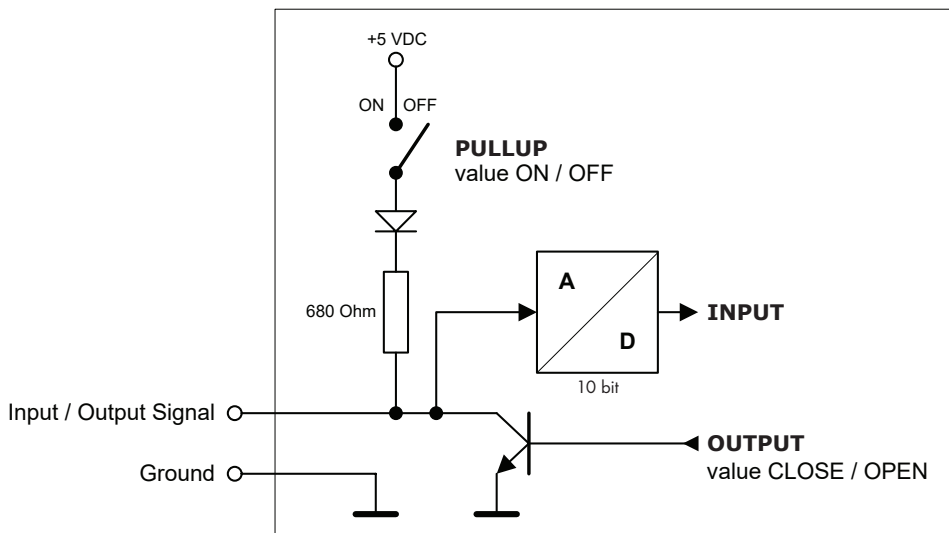 +5 VDC
ON OFF
PULLUP
value ON / OFF
A
D
INPUT
680 Ohm
10 bit
Input / Output Signal
OUTPUT
value CLOSE / OPEN
Ground